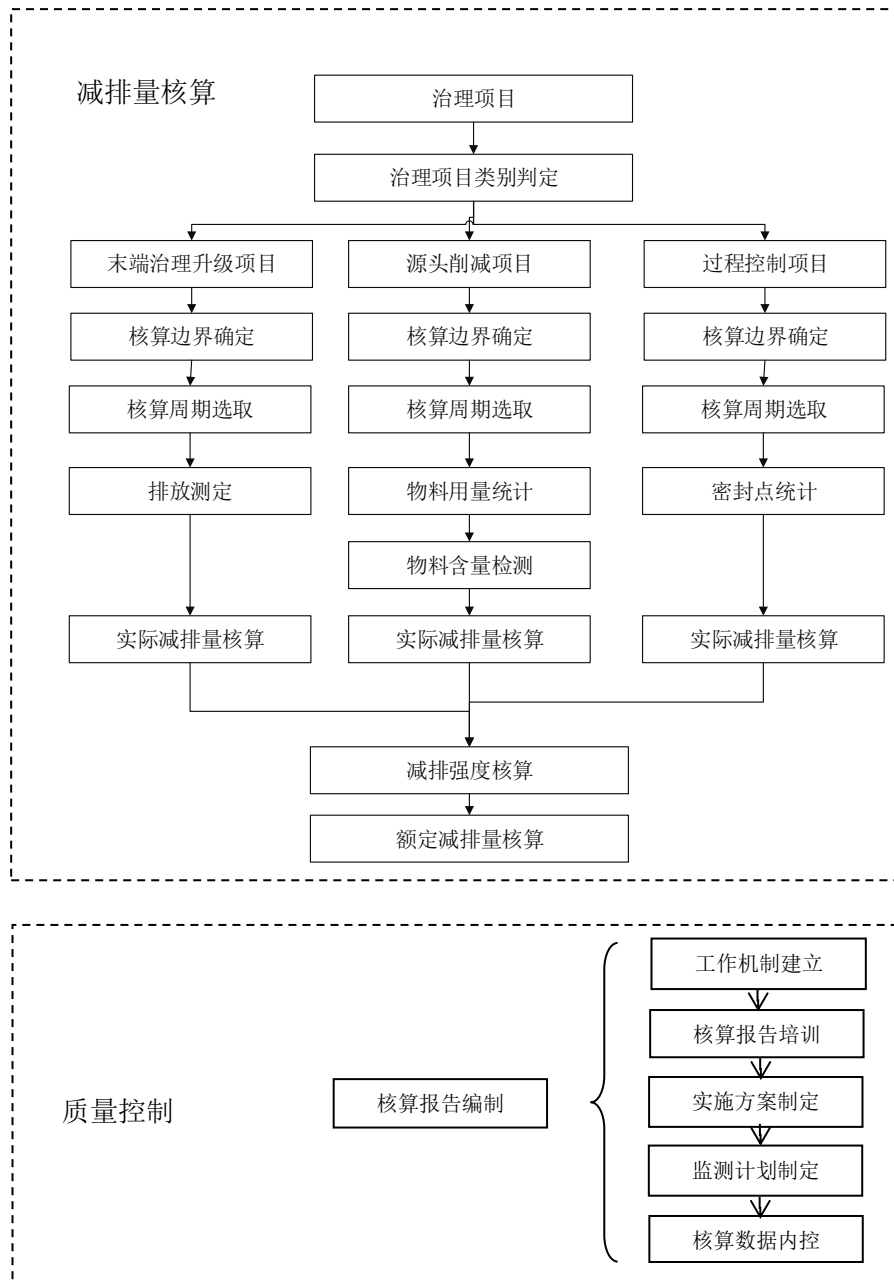 减排量核算
治理项目
治理项目类别判定
末端治理升级项目
源头削减项目
过程控制项目
核算边界确定
核算边界确定
核算边界确定
核算周期选取
核算周期选取
核算周期选取
排放测定
物料用量统计
密封点统计
物料含量检测
实际减排量核算
实际减排量核算
实际减排量核算
减排强度核算
额定减排量核算
质量控制
核算报告编制
工作机制建立
核算报告培训
实施方案制定
监测计划制定
核算数据内控